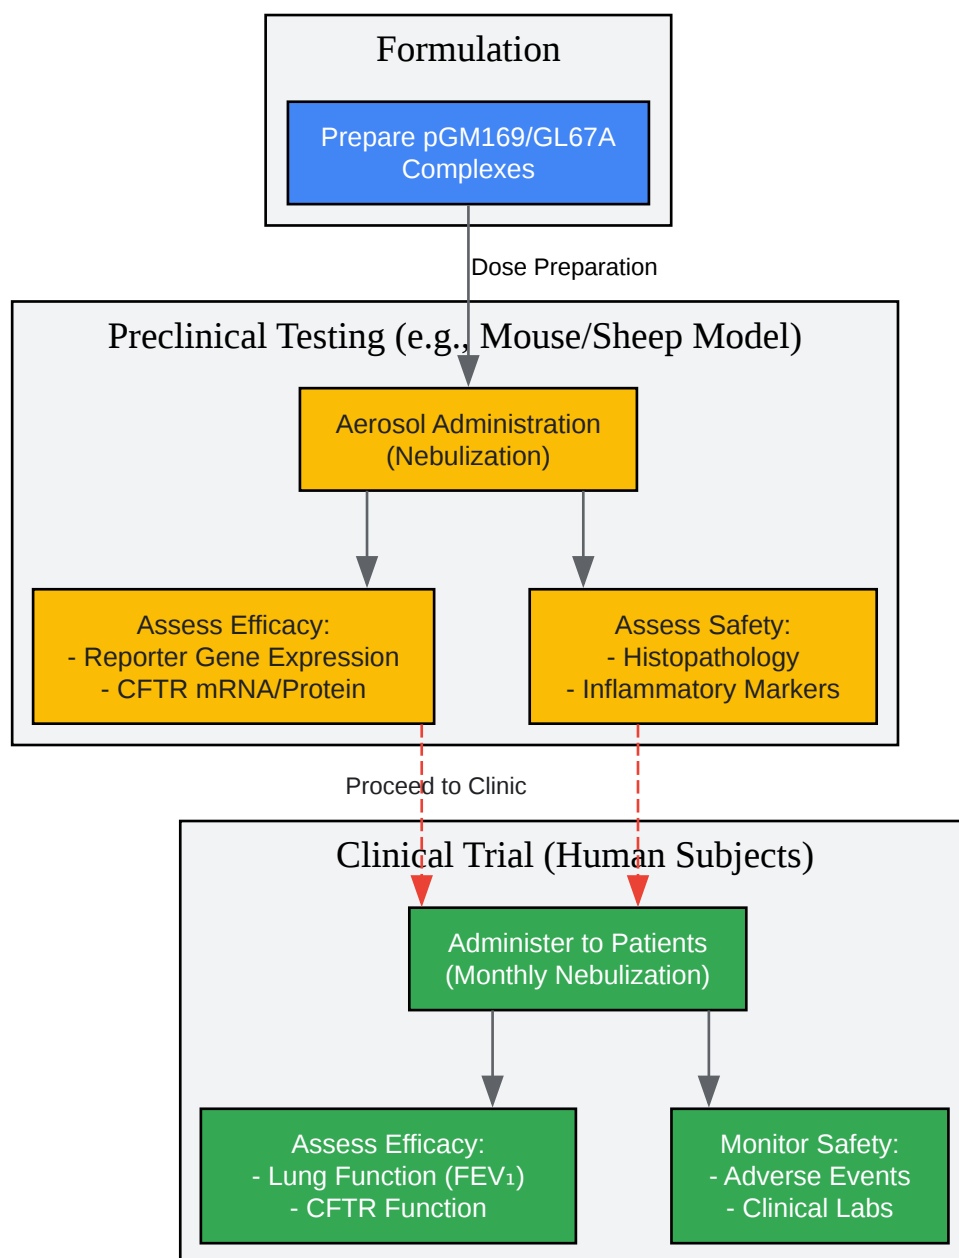 Formulation
Prepare pGM169/GL67A
Complexes
Dose Preparation
Preclinical Testing (e.g., Mouse/Sheep Model)
Aerosol Administration
(Nebulization)
Assess Efficacy:
- Reporter Gene Expression
- CFTR mRNA/Protein
Assess Safety:
- Histopathology
- Inflammatory Markers
Proceed to Clinic
Clinical Trial (Human Subjects)
Administer to Patients
(Monthly Nebulization)
Assess Efficacy:
- Lung Function (FEV₁)
- CFTR Function
Monitor Safety:
- Adverse Events
- Clinical Labs